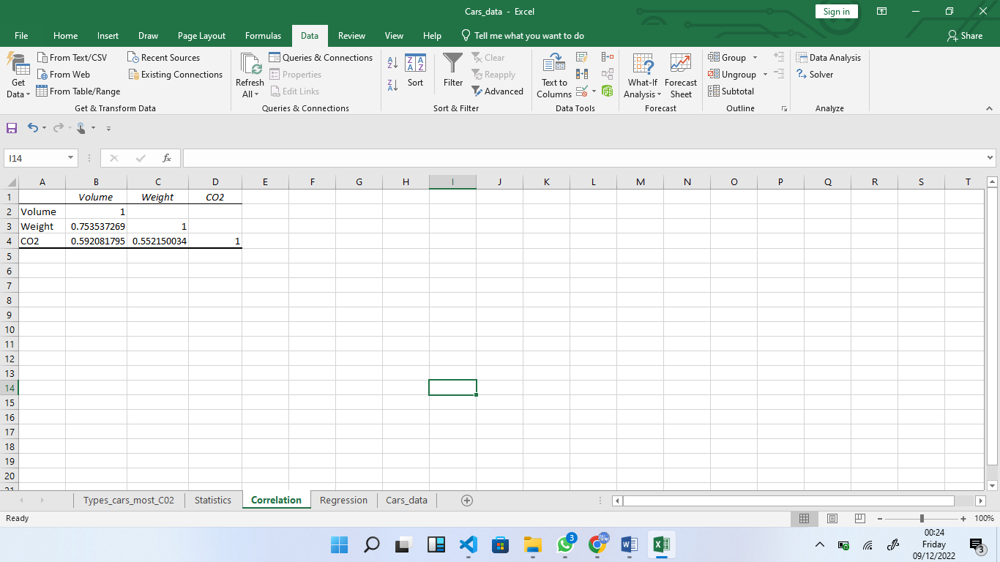 Cars_data - Excel
Sign in
File Home Insert Draw Page Layout Formulas Data Review View Help Tell me what you want to do Share
Get Data
From Text/CSV
From Web
From Table/Range
Recent Sources
Existing Connections
Get & Transform Data
Refresh All
Queries & Connections
Properties
Edit Links
Queries & Connections
Sort
Filter
Clear
Reapply
Advanced
Sort & Filter
Text to Columns
Data Tools
What-If Analysis
Forecast Sheet
Forecast
Group
Ungroup
Subtotal
Outline
Data Analysis
Solver
Analyze
I14
fx
A B C D E F G H I J K L M N O P Q R S T
1 Volume Weight CO2
2 Volume 1
3 Weight 0.753537269 1
4 CO2 0.592081795 0.552150034 1
5
6
7
8
9
10
11
12
13
14
15
16
17
18
19
20
21
Types_cars_most_C02 Statistics Correlation Regression Cars_data
Ready
100%
3
00:24
Friday
09/12/2022
3